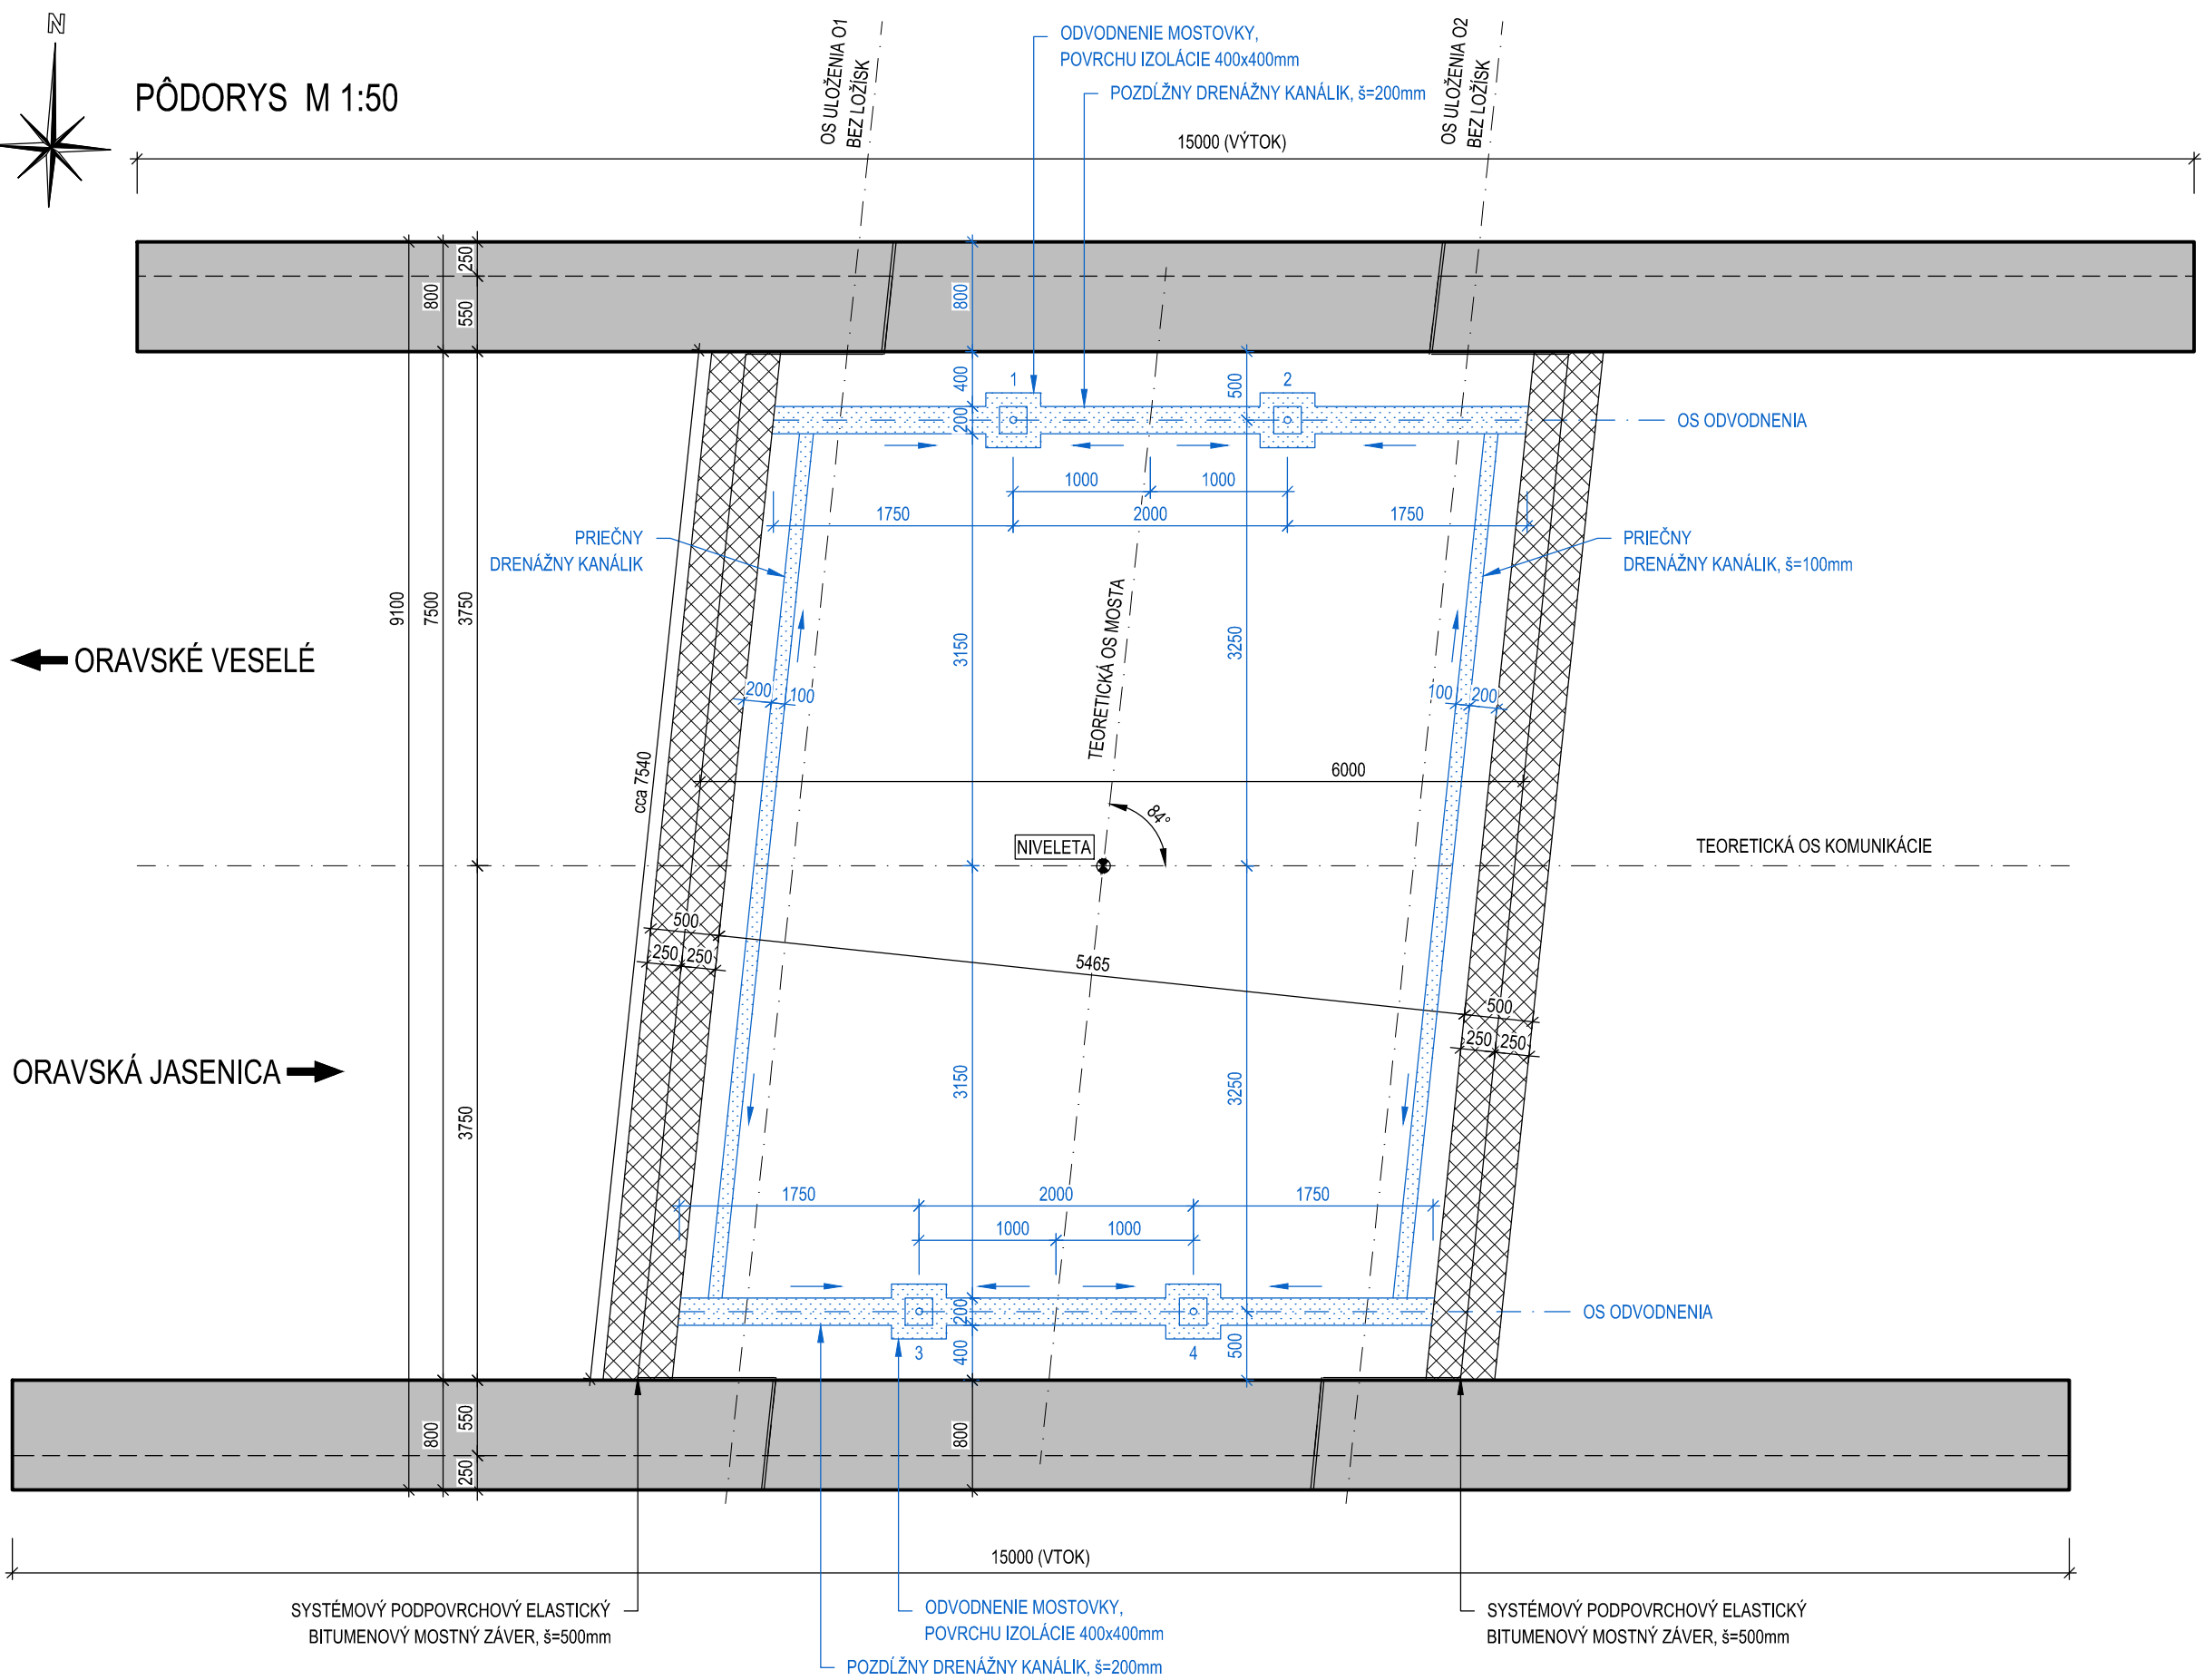 N
PÔDORYS M 1:50
OS ULOŽENIA O1
BEZ LOŽÍSK
ODVODNENIE MOSTOVKY,
POVRCHU IZOLÁCIE 400x400mm
POZDĹŽNY DRENÁŽNY KANÁLIK, š=200mm
OS ULOŽENIA O2
BEZ LOŽÍSK
15000 (VÝTOK)
250
800
550
800
400
200
500
1
2
OS ODVODNENIA
1000
1000
1750
2000
1750
PRIEČNY
DRENÁŽNY KANÁLIK
PRIEČNY
DRENÁŽNY KANÁLIK, š=100mm
9100
7500
3750
3150
3250
TEORETICKÁ OS MOSTA
ORAVSKÉ VESELÉ
200
100
100
200
cca 7540
6000
84°
NIVELETA
TEORETICKÁ OS KOMUNIKÁCIE
500
250
250
5465
500
250
250
ORAVSKÁ JASENICA
3750
3150
3250
1750
2000
1750
1000
1000
200
400
500
3
4
OS ODVODNENIA
550
800
250
800
15000 (VTOK)
SYSTÉMOVÝ PODPOVRCHOVÝ ELASTICKÝ
BITUMENOVÝ MOSTNÝ ZÁVER, š=500mm
ODVODNENIE MOSTOVKY,
POVRCHU IZOLÁCIE 400x400mm
POZDĹŽNY DRENÁŽNY KANÁLIK, š=200mm
SYSTÉMOVÝ PODPOVRCHOVÝ ELASTICKÝ
BITUMENOVÝ MOSTNÝ ZÁVER, š=500mm